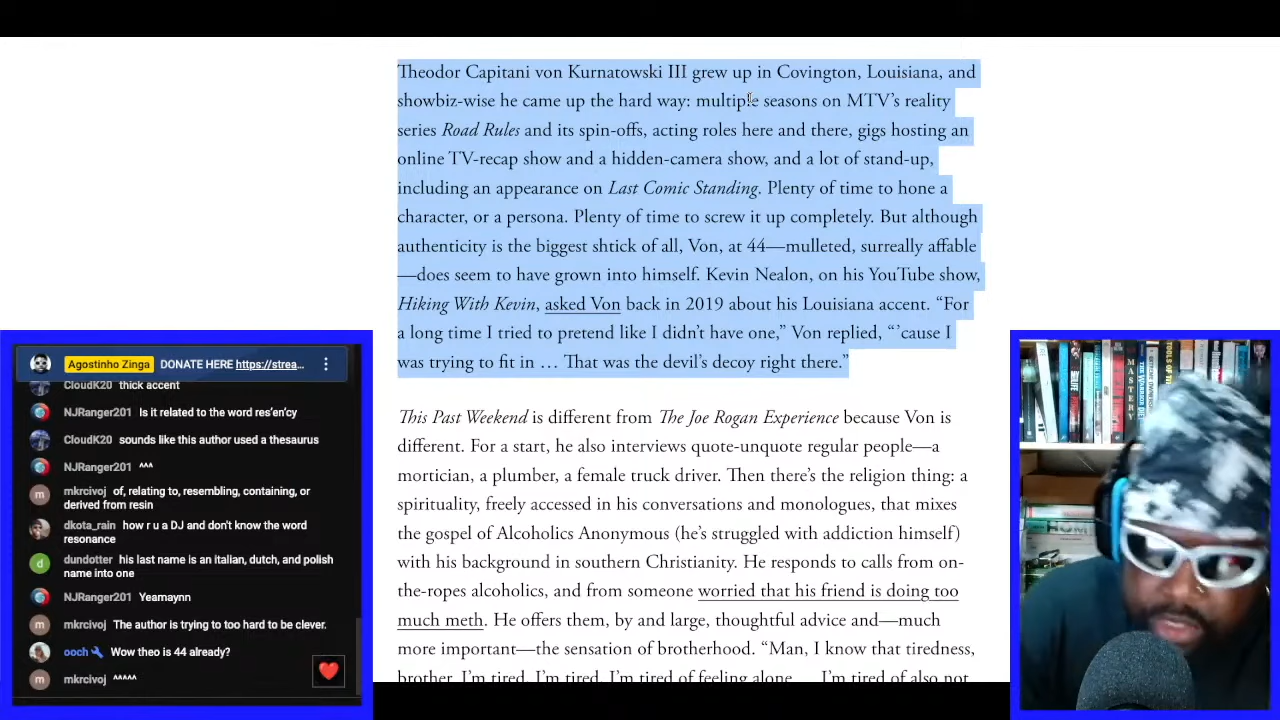 Theodor Capitani von Kurnatowski III grew up in Covington, Louisiana, and
showbiz-wise he came up the hard way: multiple seasons on MTV’s reality
series Road Rules and its spin-offs, acting roles here and there, gigs hosting an
online TV-recap show and a hidden-camera show, and a lot of stand-up,
including an appearance on Last Comic Standing. Plenty of time to hone a
character, or a persona. Plenty of time to screw it up completely. But although
authenticity is the biggest shtick of all, Von, at 44—mulleted, surreally affable
—does seem to have grown into himself. Kevin Nealon, on his YouTube show,
Hiking With Kevin, asked Von back in 2019 about his Louisiana accent. “For
a long time I tried to pretend like I didn’t have one,” Von replied, “ ’cause I
was trying to fit in … That was the devil’s decoy right there.”
This Past Weekend is different from The Joe Rogan Experience because Von is
different. For a start, he also interviews quote-unquote regular people—a
mortician, a plumber, a female truck driver. Then there’s the religion thing: a
spirituality, freely accessed in his conversations and monologues, that mixes
the gospel of Alcoholics Anonymous (he’s struggled with addiction himself)
with his background in southern Christianity. He responds to calls from on-
the-ropes alcoholics, and from someone worried that his friend is doing too
much meth. He offers them, by and large, thoughtful advice and—much
more important—the sensation of brotherhood. “Man, I know that tiredness,
brother. I’m tired. I’m tired. I’m tired of feeling alone. … I’m tired of also not
Agostinho Zinga DONATE HERE https://strea...
CloudK20 thick accent
NJRanger201 Is it related to the word res'en'cy
CloudK20 sounds like this author used a thesaurus
NJRanger201 ^^^
mkrcivoj of, relating to, resembling, containing, or
derived from resin
dkota_rain how r u a DJ and don't know the word
resonance
dundotter his last name is an italian, dutch, and polish
name into one
NJRanger201 Yeamaynn
mkrcivoj The author is trying to too hard to be clever.
ooch Wow theo is 44 already?
mkrcivoj ^^^^^
MASTERY